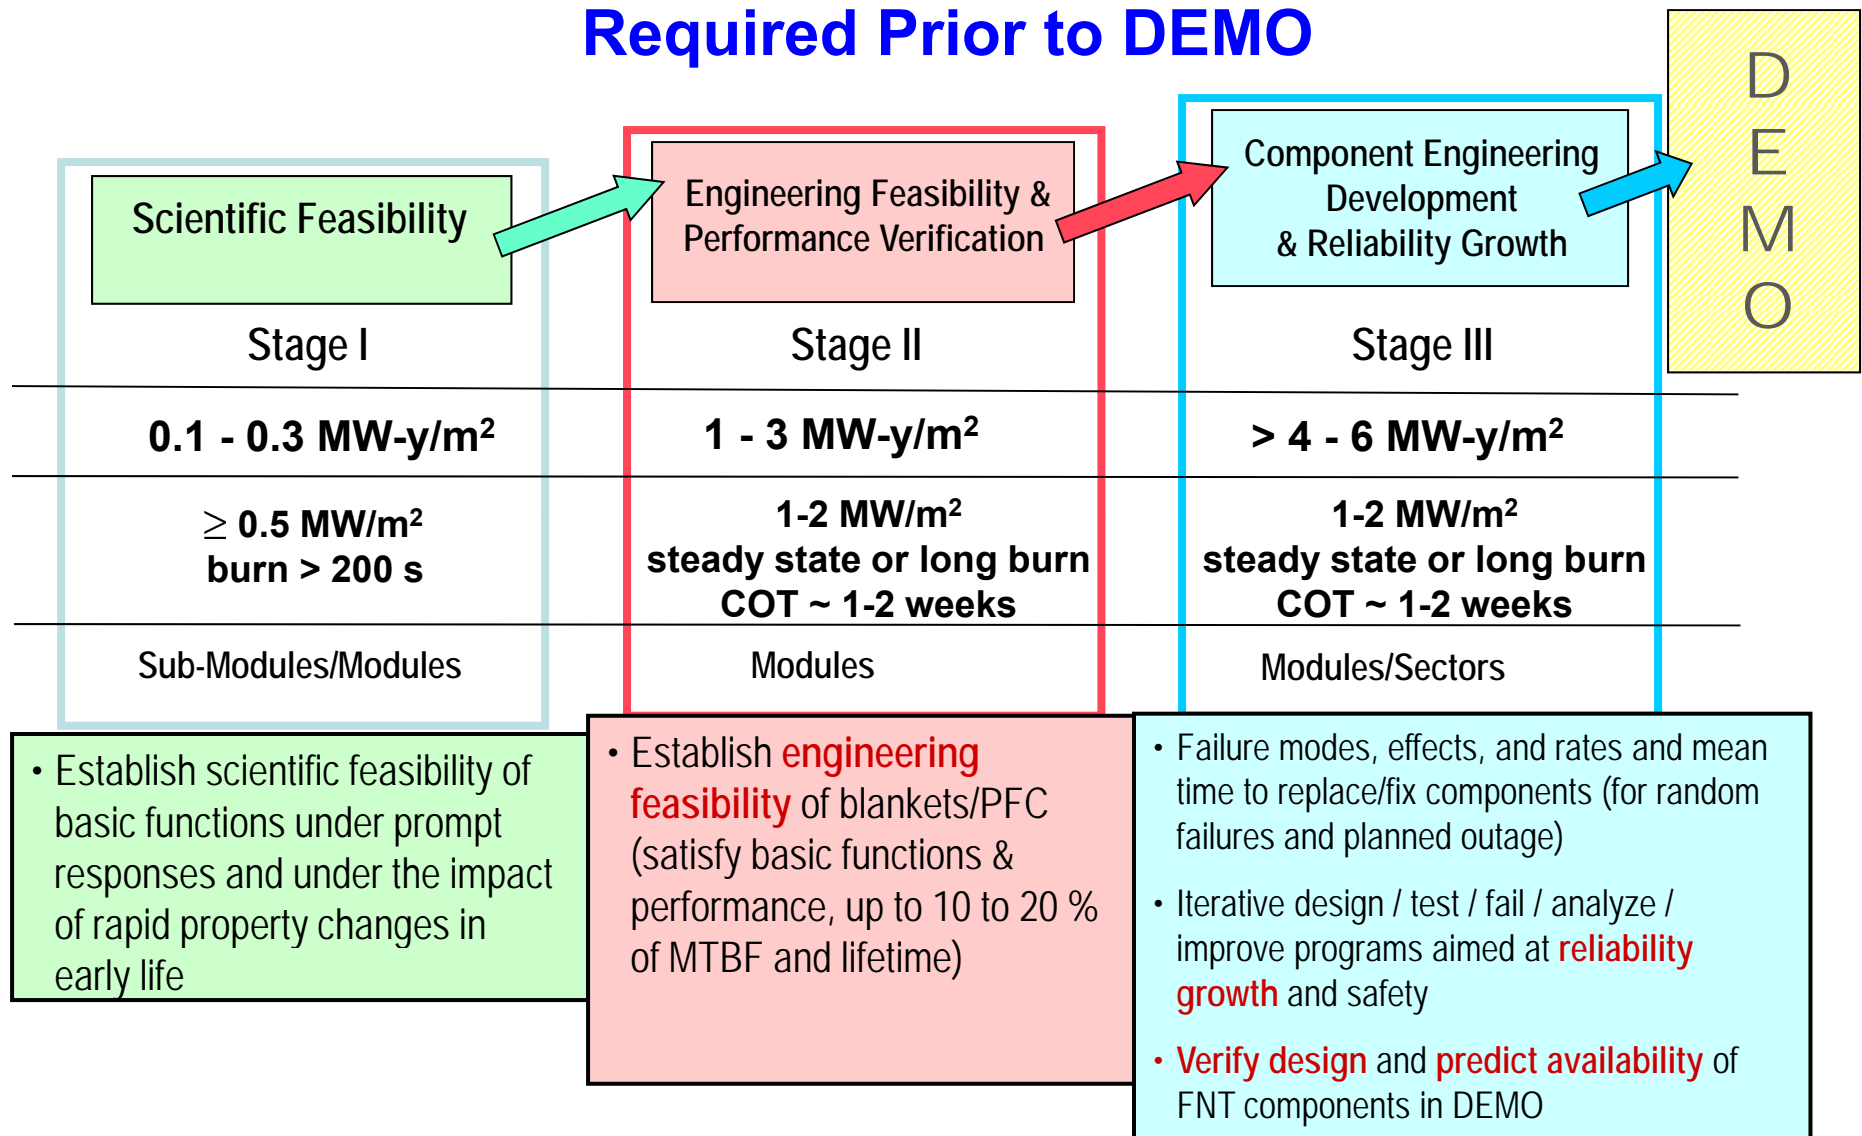 Required Prior to DEMO
D
E
M
O
Scientific Feasibility
Engineering Feasibility &
Performance Verification
Component Engineering
Development
& Reliability Growth
Stage I
Stage II
Stage III
0.1 - 0.3 MW-y/m²
1 - 3 MW-y/m²
> 4 - 6 MW-y/m²
≥ 0.5 MW/m²
burn > 200 s
1-2 MW/m²
steady state or long burn
COT ~ 1-2 weeks
1-2 MW/m²
steady state or long burn
COT ~ 1-2 weeks
Sub-Modules/Modules
Modules
Modules/Sectors
• Establish scientific feasibility of
basic functions under prompt
responses and under the impact
of rapid property changes in
early life
• Establish engineering
feasibility of blankets/PFC
(satisfy basic functions &
performance, up to 10 to 20 %
of MTBF and lifetime)
• Failure modes, effects, and rates and mean
time to replace/fix components (for random
failures and planned outage)
• Iterative design / test / fail / analyze /
improve programs aimed at reliability
growth and safety
• Verify design and predict availability of
FNT components in DEMO